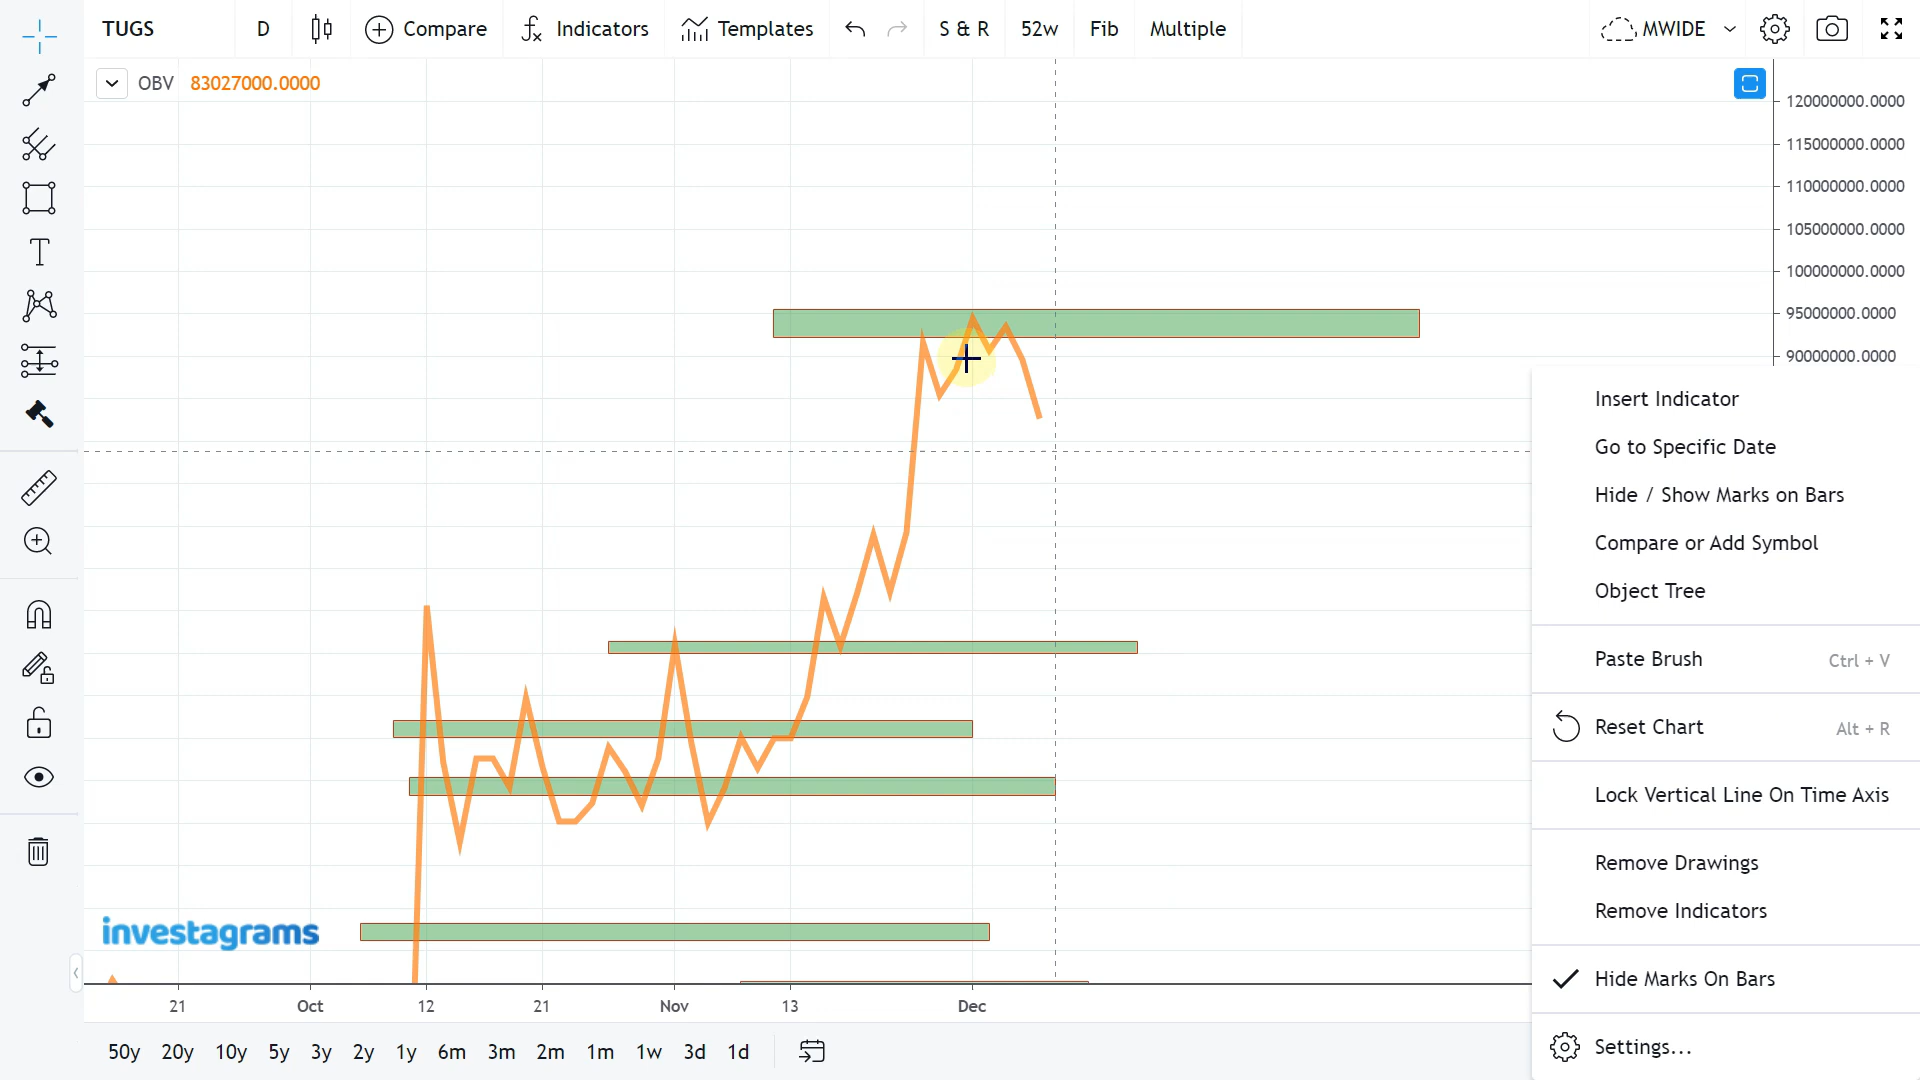 TUGS D Compare Indicators Templates S & R 52w Fib Multiple MWIDE
OBV 83027000.0000
120000000.0000
115000000.0000
110000000.0000
105000000.0000
100000000.0000
95000000.0000
90000000.0000
Insert Indicator
Go to Specific Date
Hide / Show Marks on Bars
Compare or Add Symbol
Object Tree
Paste Brush Ctrl + V
Reset Chart Alt + R
Lock Vertical Line On Time Axis
Remove Drawings
Remove Indicators
Hide Marks On Bars
Settings...
investagrams
21 Oct 12 21 Nov 13 Dec
50y 20y 10y 5y 3y 2y 1y 6m 3m 2m 1m 1w 3d 1d